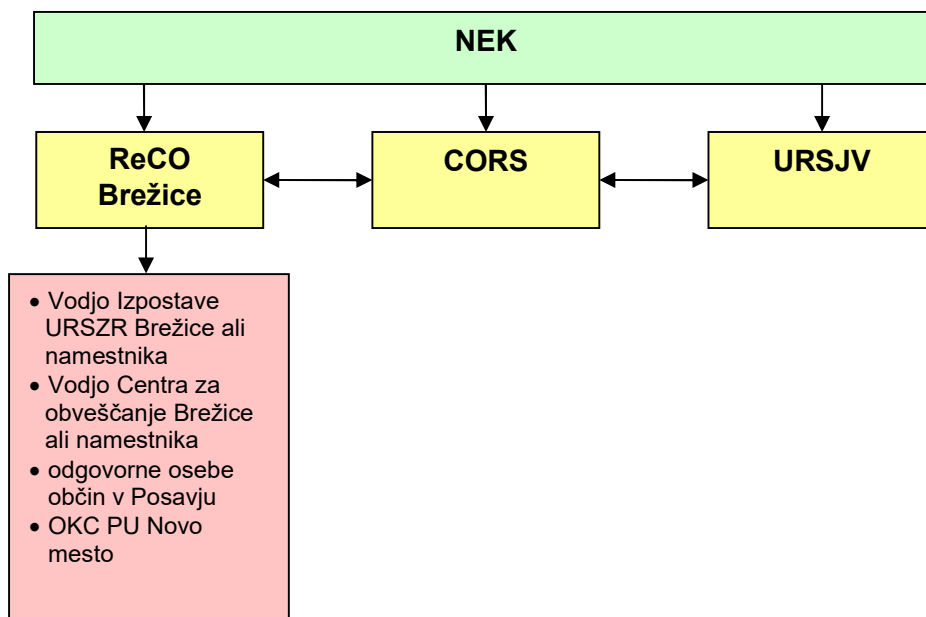 NEK
ReCO
Brežice
CORS
URSJV
• Vodjo Izpostave
URSZR Brežice ali
namestnika
• Vodjo Centra za
obveščanje Brežice
ali namestnika
• odgovorne osebe
občin v Posavju
• OKC PU Novo
mesto